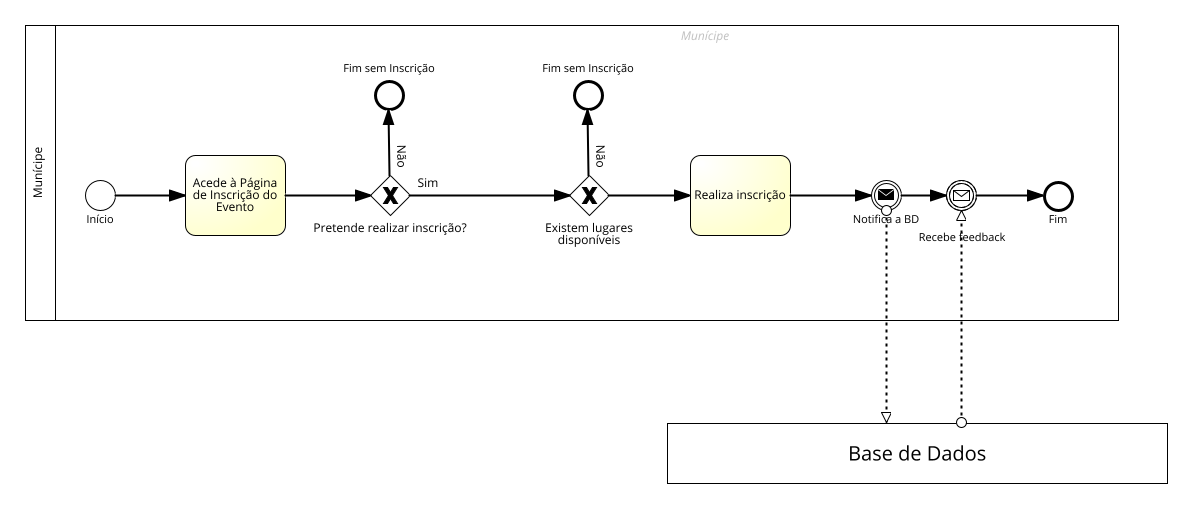 Munícipe
Munícipe
Fim sem Inscrição
Fim sem Inscrição
Não
Não
Sim
Acede à Página
de Inscrição do
Evento
Realiza inscrição
Início
Pretende realizar inscrição?
Existem lugares
disponíveis
Notifica a BD
Recebe feedback
Fim
Base de Dados